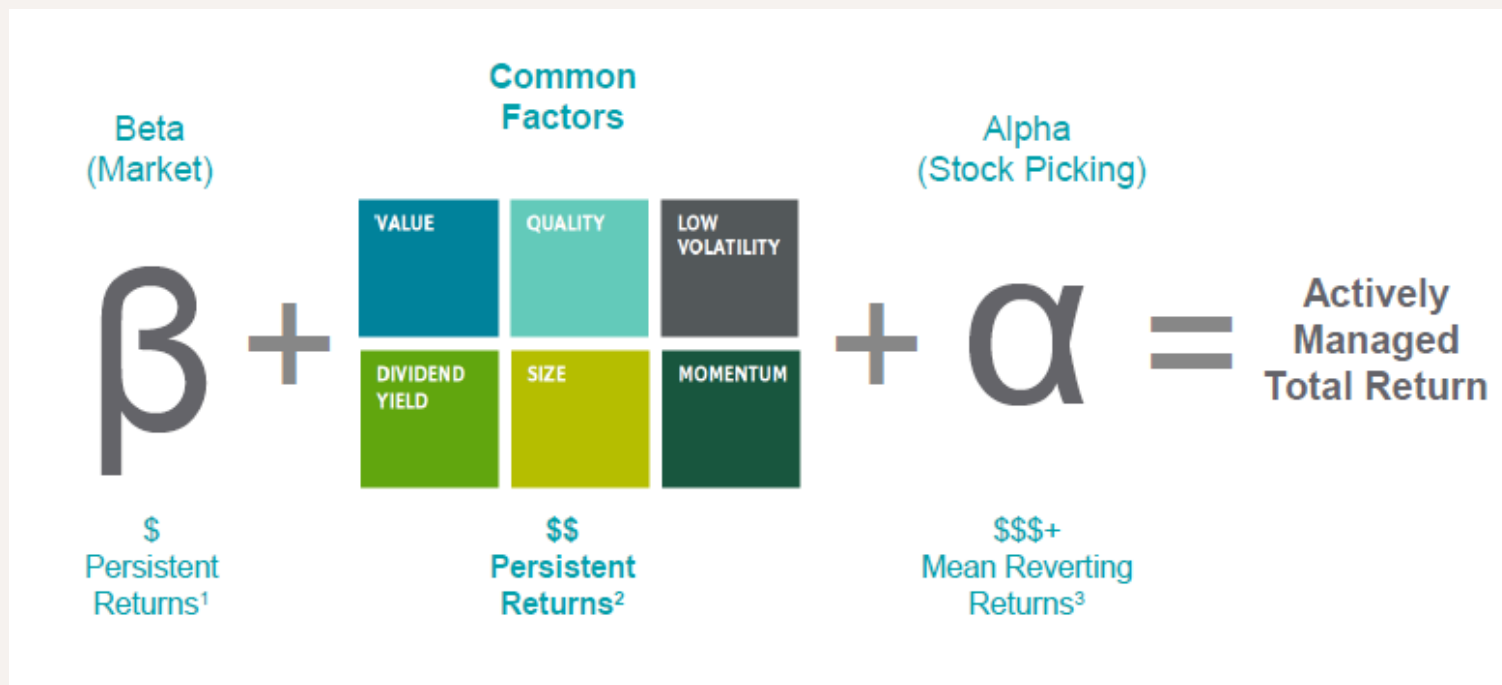 Common
Factors
Beta
(Market)
Alpha
(Stock Picking)
VALUE
QUALITY
LOW
VOLATILITY
DIVIDEND
YIELD
SIZE
MOMENTUM
β + + α =
Actively
Managed
Total Return
$
Persistent
Returns¹
$$
Persistent
Returns²
$$$+
Mean Reverting
Returns³